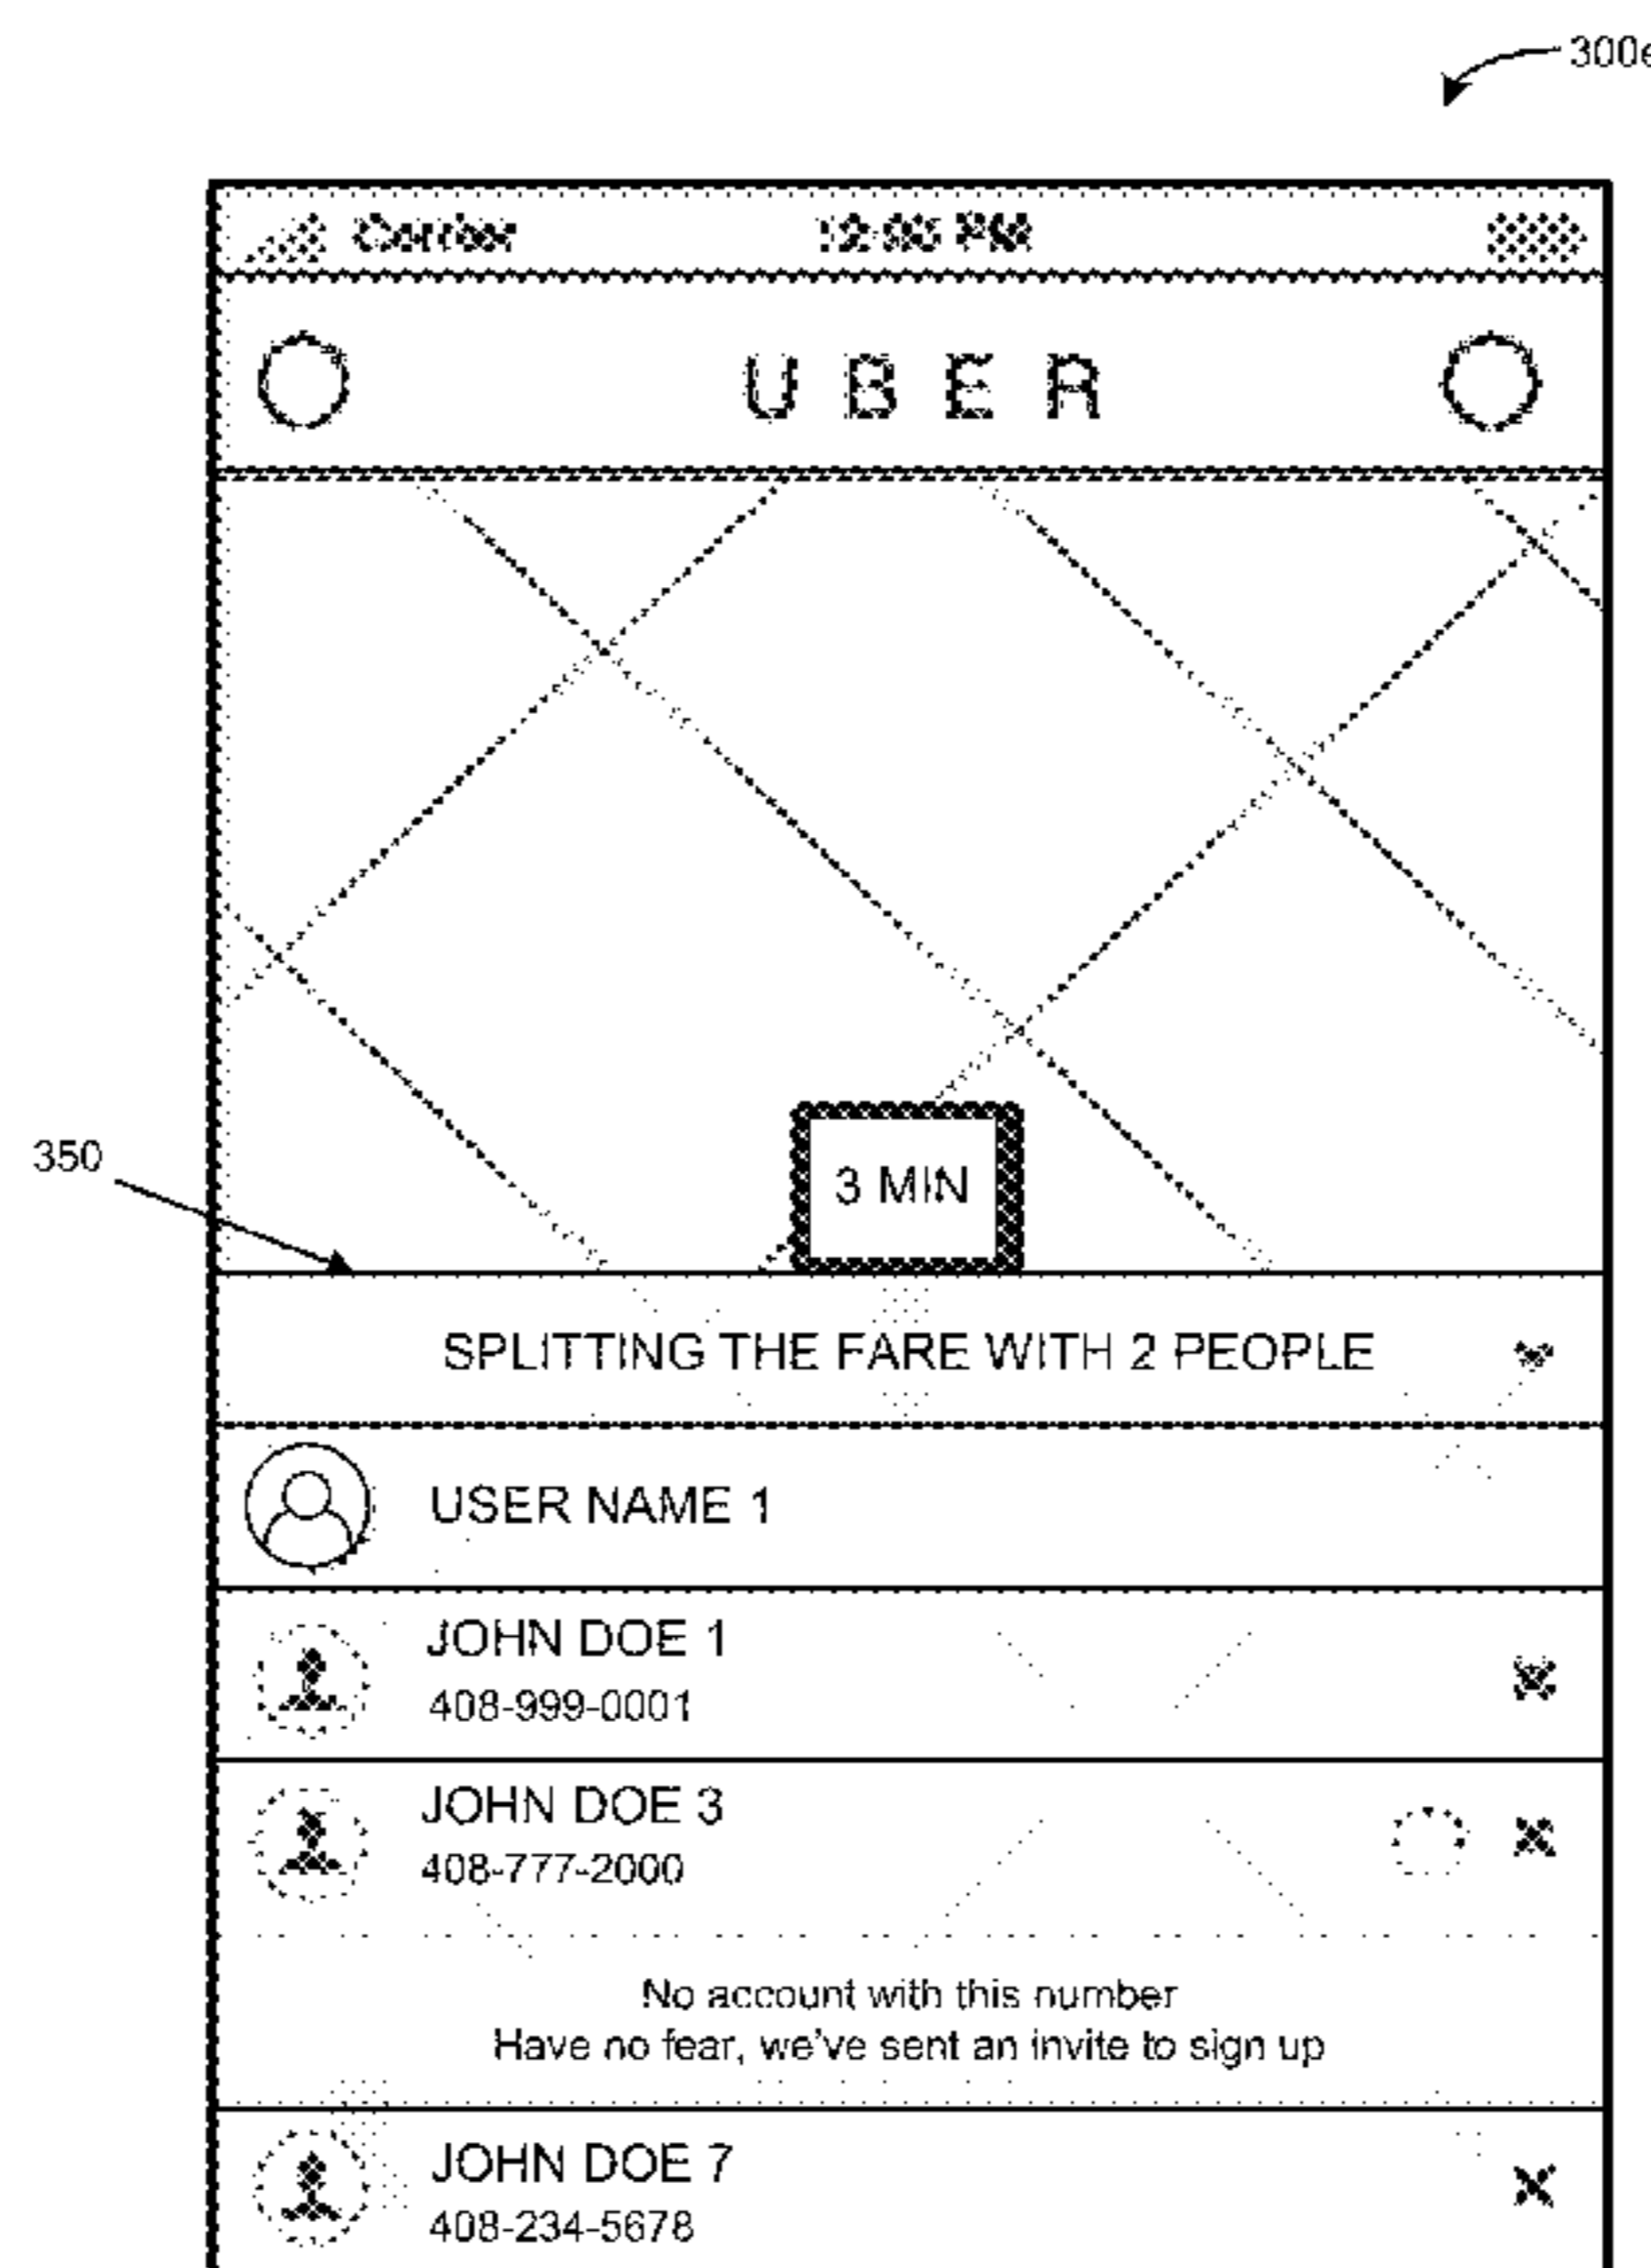 300e
Carrier
UBER
3 MIN
350
SPLITTING THE FARE WITH 2 PEOPLE
USER NAME 1
JOHN DOE 1
408-999-0001
JOHN DOE 3
408-777-2000
No account with this number
Have no fear, we've sent an invite to sign up
JOHN DOE 7
408-234-5678